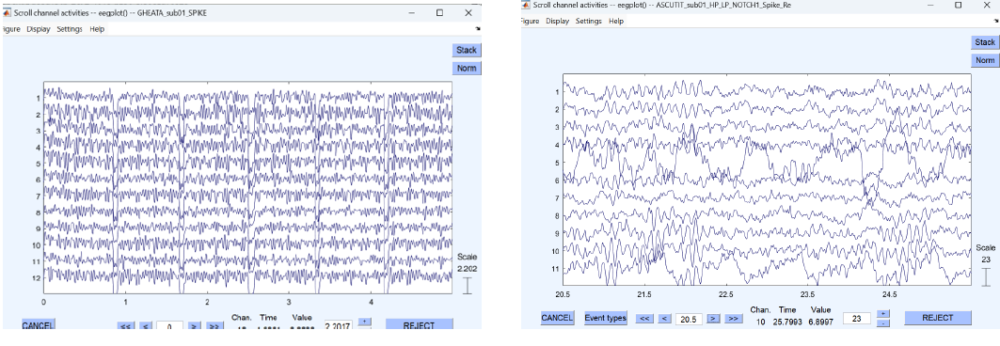 Scroll channel activities -- eegplot() -- GHEATA_sub01_SPIKE
igure Display Settings Help
Stack
Norm
1
2
3
4
5
6
7
8
9
10
11
12
0 1 2 3 4
Scale
2.202
CANCEL << < 0 > >> Chan. Time Value 2.2017 + REJECT
Scroll channel activities -- eegplot() -- ASCUTIT_sub01_HP_LP_NOTCH1_Spike_Re
Figure Display Settings Help
Stack
Norm
1
2
3
4
5
6
7
8
9
10
11
20.5 21.5 22.5 23.5 24.5
Scale
23
Chan. Time Value
CANCEL Event types << < 20.5 > >> 10 25.7993 6.8997 23 + - REJECT